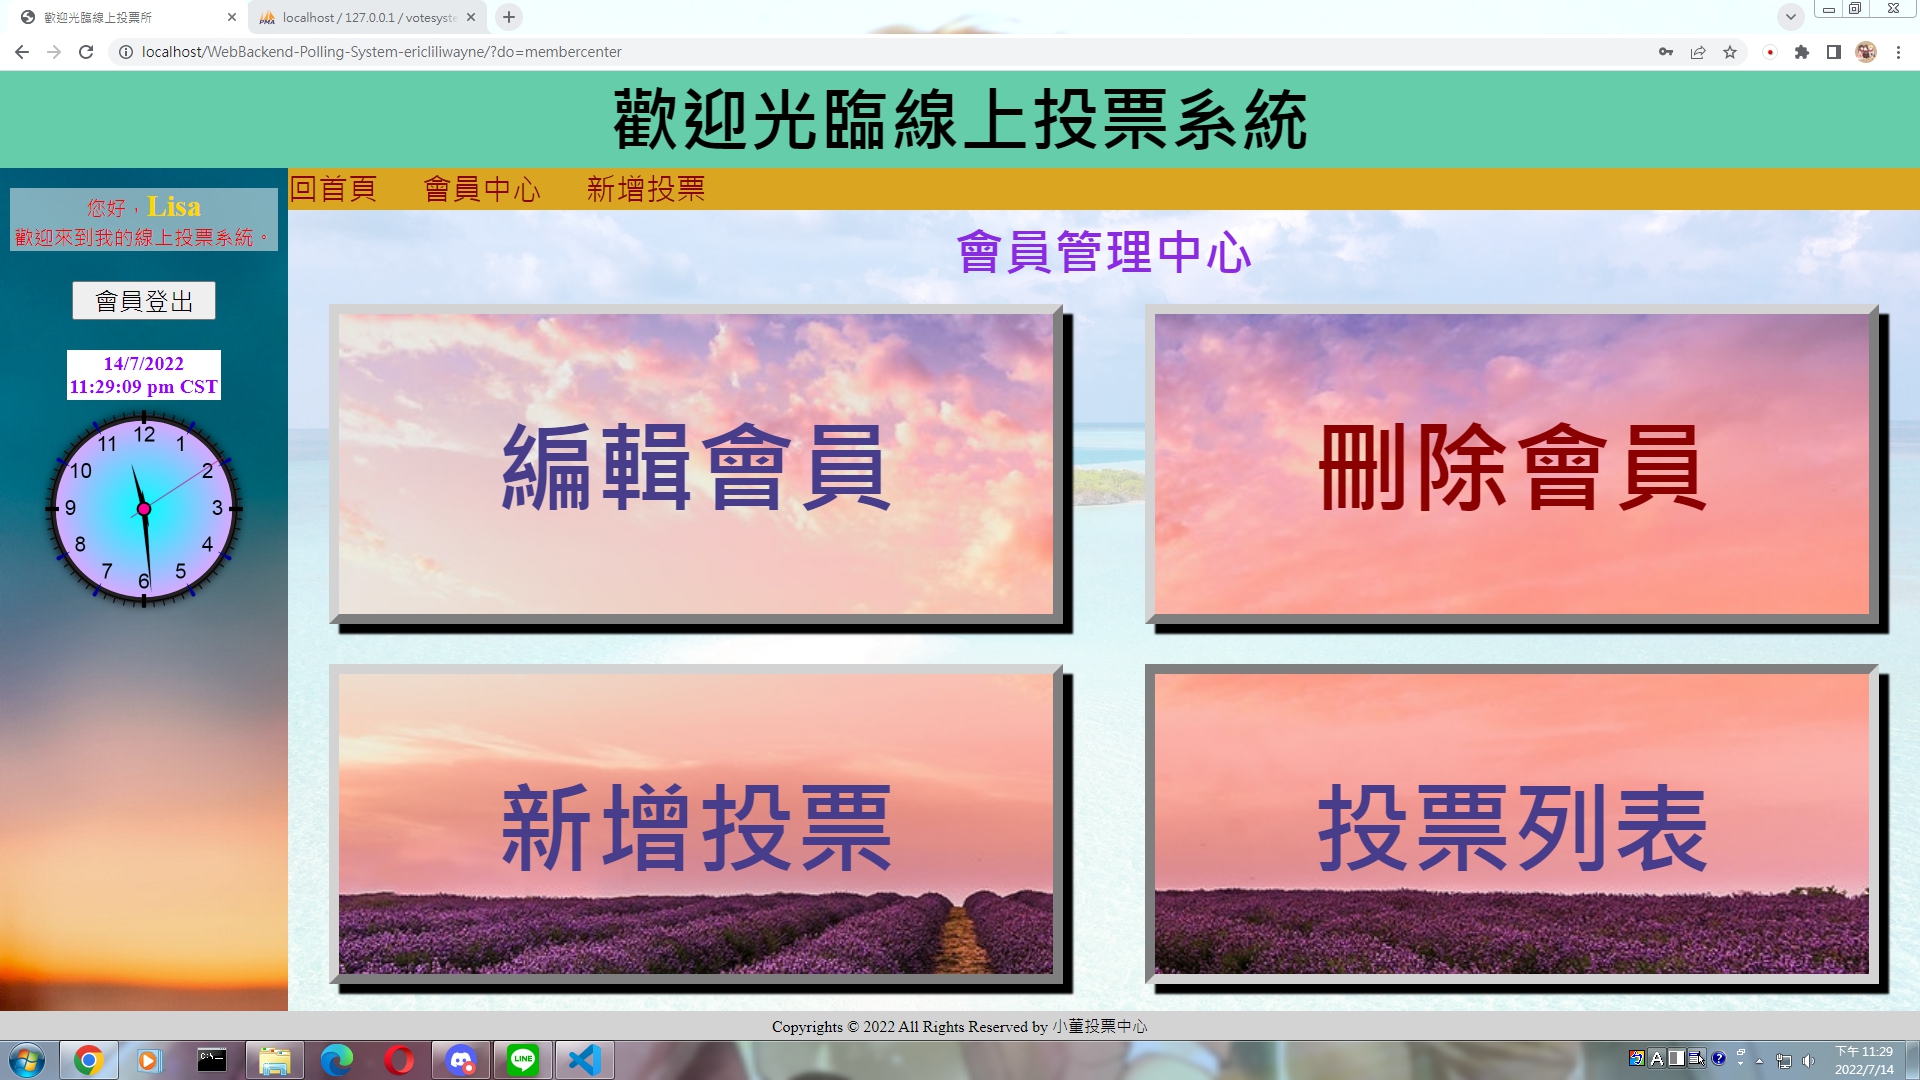 歡迎光臨線上投票所
localhost / 127.0.0.1 / votesyste
localhost/WebBackend-Polling-System-ericliliwayne/?do=membercenter
歡迎光臨線上投票系統
回首頁 會員中心 新增投票
您好，Lisa
歡迎來到我的線上投票系統。
會員登出
14/7/2022
11:29:09 pm CST
12
1
2
3
4
5
6
7
8
9
10
11
會員管理中心
編輯會員
刪除會員
新增投票
投票列表
Copyrights © 2022 All Rights Reserved by 小董投票中心
LINE
A
下午 11:29
2022/7/14